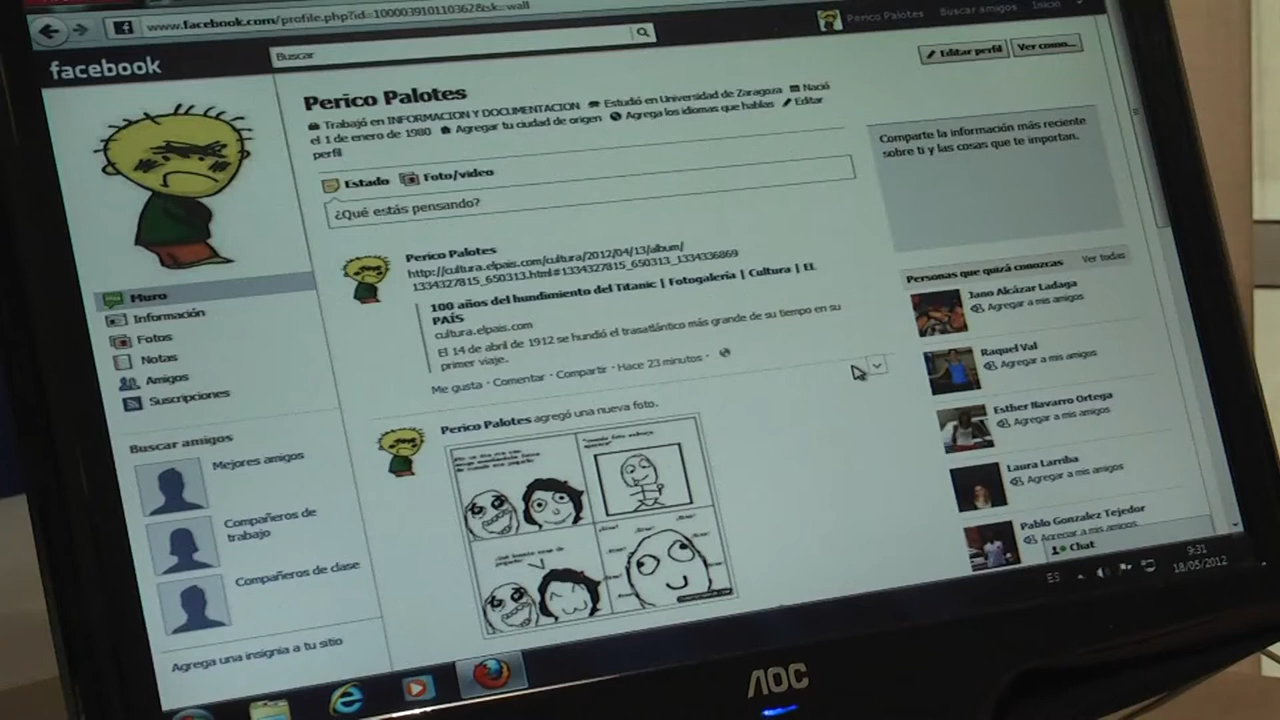 www.facebook.com/profile.php?id=100003910110362&sk=wall
facebook
Buscar
Perico Palotes
Buscar amigos
Inicio
Perico Palotes
Editar perfil
Ver como...
Trabajó en INFORMACION Y DOCUMENTACION Estudió en Universidad de Zaragoza Nació
el 1 de enero de 1980 Agregar tu ciudad de origen Agrega los idiomas que hablas Editar
perfil
Estado Foto/vídeo
¿Qué estás pensando?
Comparte la información más reciente
sobre ti y las cosas que te importan.
Muro
Información
Fotos
Notas
Amigos
Suscripciones
Buscar amigos
Mejores amigos
Compañeros de
trabajo
Compañeros de clase
Agrega una insignia a tu sitio
Perico Palotes
http://cultura.elpais.com/cultura/2012/04/13/album/
1334327815_650313.html#1334327815_650313_1334336869
100 años del hundimiento del Titanic | Fotogalería | Cultura | EL
PAÍS
cultura.elpais.com
El 14 de abril de 1912 se hundió el trasatlántico más grande de su tiempo en su
primer viaje.
Me gusta · Comentar · Compartir · Hace 23 minutos ·
Perico Palotes agregó una nueva foto.
Personas que quizá conozcas
Ver todas
Jano Alcázar Ladaga
Agregar a mis amigos
Raquel Val
Agregar a mis amigos
Esther Navarro Ortega
Agregar a mis amigos
Laura Larriba
Agregar a mis amigos
Pablo Gonzalez Tejedor
Agregar a mis amigos
Chat
ES
9:31
18/05/2012
AOC